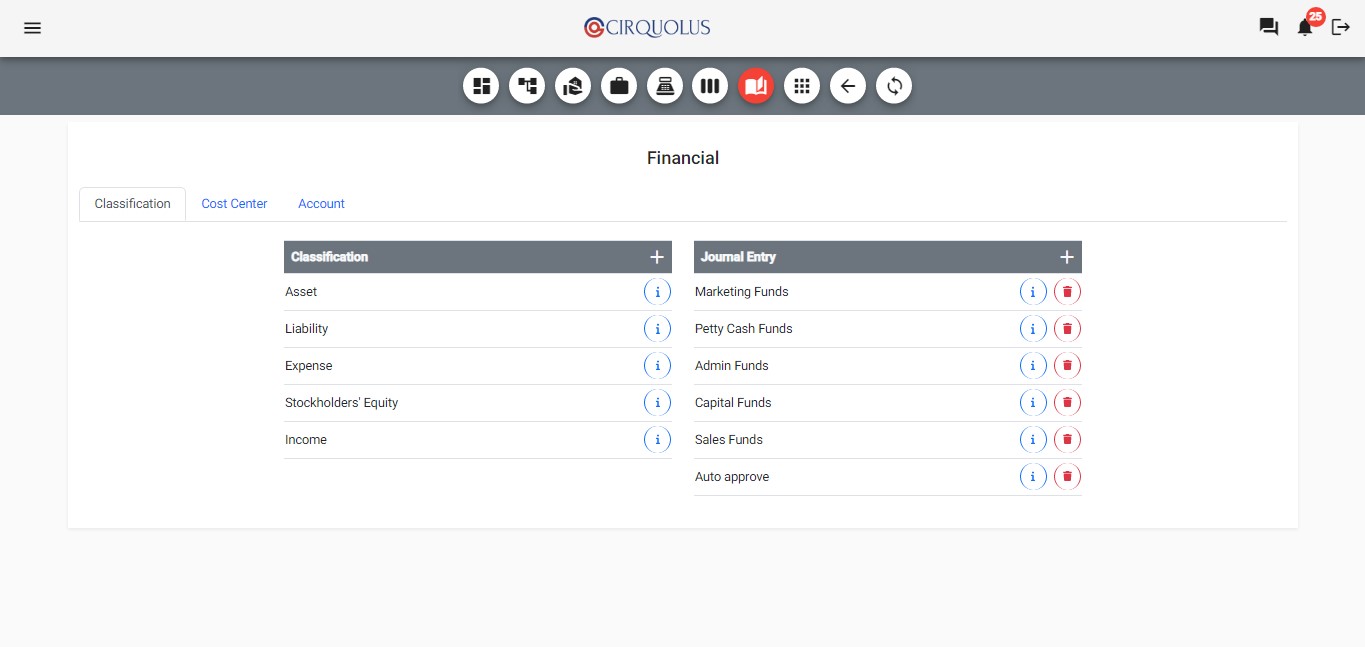 CIRQUOLUS
25
Financial
Classification Cost Center Account
Classification Journal Entry
Asset Marketing Funds
Liability Petty Cash Funds
Expense Admin Funds
Stockholders' Equity Capital Funds
Income Sales Funds
Auto approve